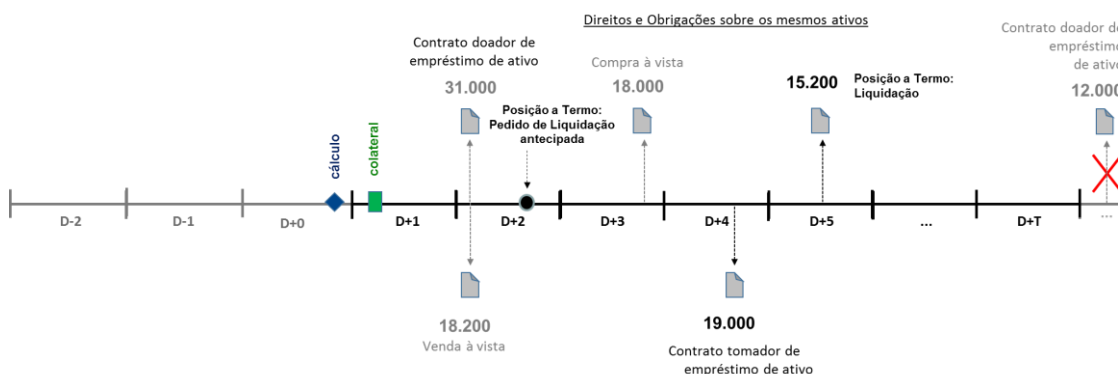 Direitos e Obrigações sobre os mesmos ativos
Contrato doador de
empréstimo de ativo
31.000
Posição a Termo:
Pedido de Liquidação
antecipada
Compra à vista
18.000
15.200
Posição a Termo:
Liquidação
Contrato doador de
empréstimo
de ativo
12.000
cálculo
colateral
D-2
D-1
D+0
D+1
D+2
D+3
D+4
D+5
...
D+T
...
18.200
Venda à vista
19.000
Contrato tomador de
empréstimo de ativo